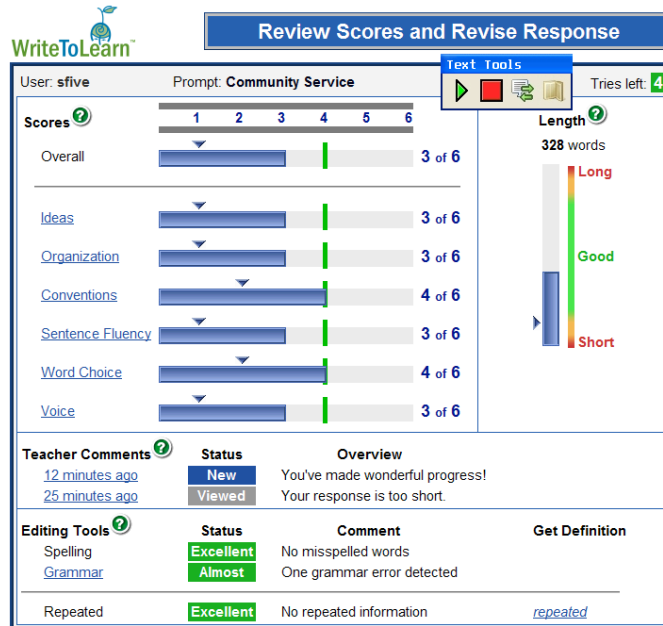 WriteToLearn™
Review Scores and Revise Response
Text Tools
User: sfive Prompt: Community Service Tries left: 4
Scores ? 1 2 3 4 5 6 Length ?
328 words
Overall 3 of 6
Long
Ideas 3 of 6
Organization 3 of 6
Good
Conventions 4 of 6
Sentence Fluency 3 of 6
Short
Word Choice 4 of 6
Voice 3 of 6
Teacher Comments ? Status Overview
12 minutes ago New You've made wonderful progress!
25 minutes ago Viewed Your response is too short.
Editing Tools ? Status Comment Get Definition
Spelling Excellent No misspelled words
Grammar Almost One grammar error detected
Repeated Excellent No repeated information repeated